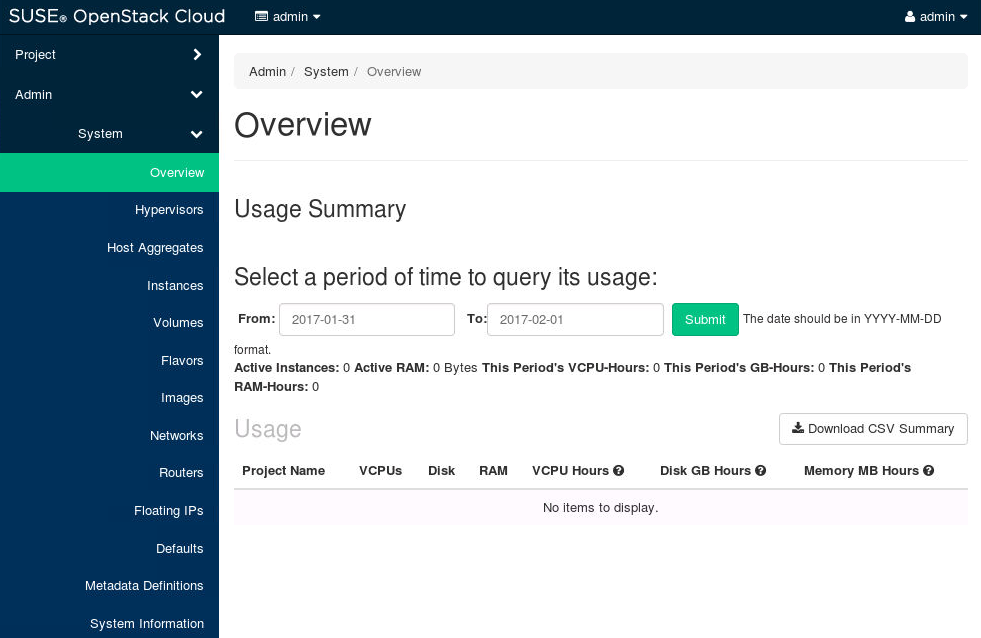 SUSE® OpenStack Cloud
admin
admin
Project
Admin
System
Overview
Hypervisors
Host Aggregates
Instances
Volumes
Flavors
Images
Networks
Routers
Floating IPs
Defaults
Metadata Definitions
System Information
Admin / System / Overview
Overview
Usage Summary
Select a period of time to query its usage:
From: 2017-01-31 To: 2017-02-01 Submit The date should be in YYYY-MM-DD
format.
Active Instances: 0 Active RAM: 0 Bytes This Period's VCPU-Hours: 0 This Period's GB-Hours: 0 This Period's
RAM-Hours: 0
Usage
Download CSV Summary
Project Name VCPUs Disk RAM VCPU Hours Disk GB Hours Memory MB Hours
No items to display.